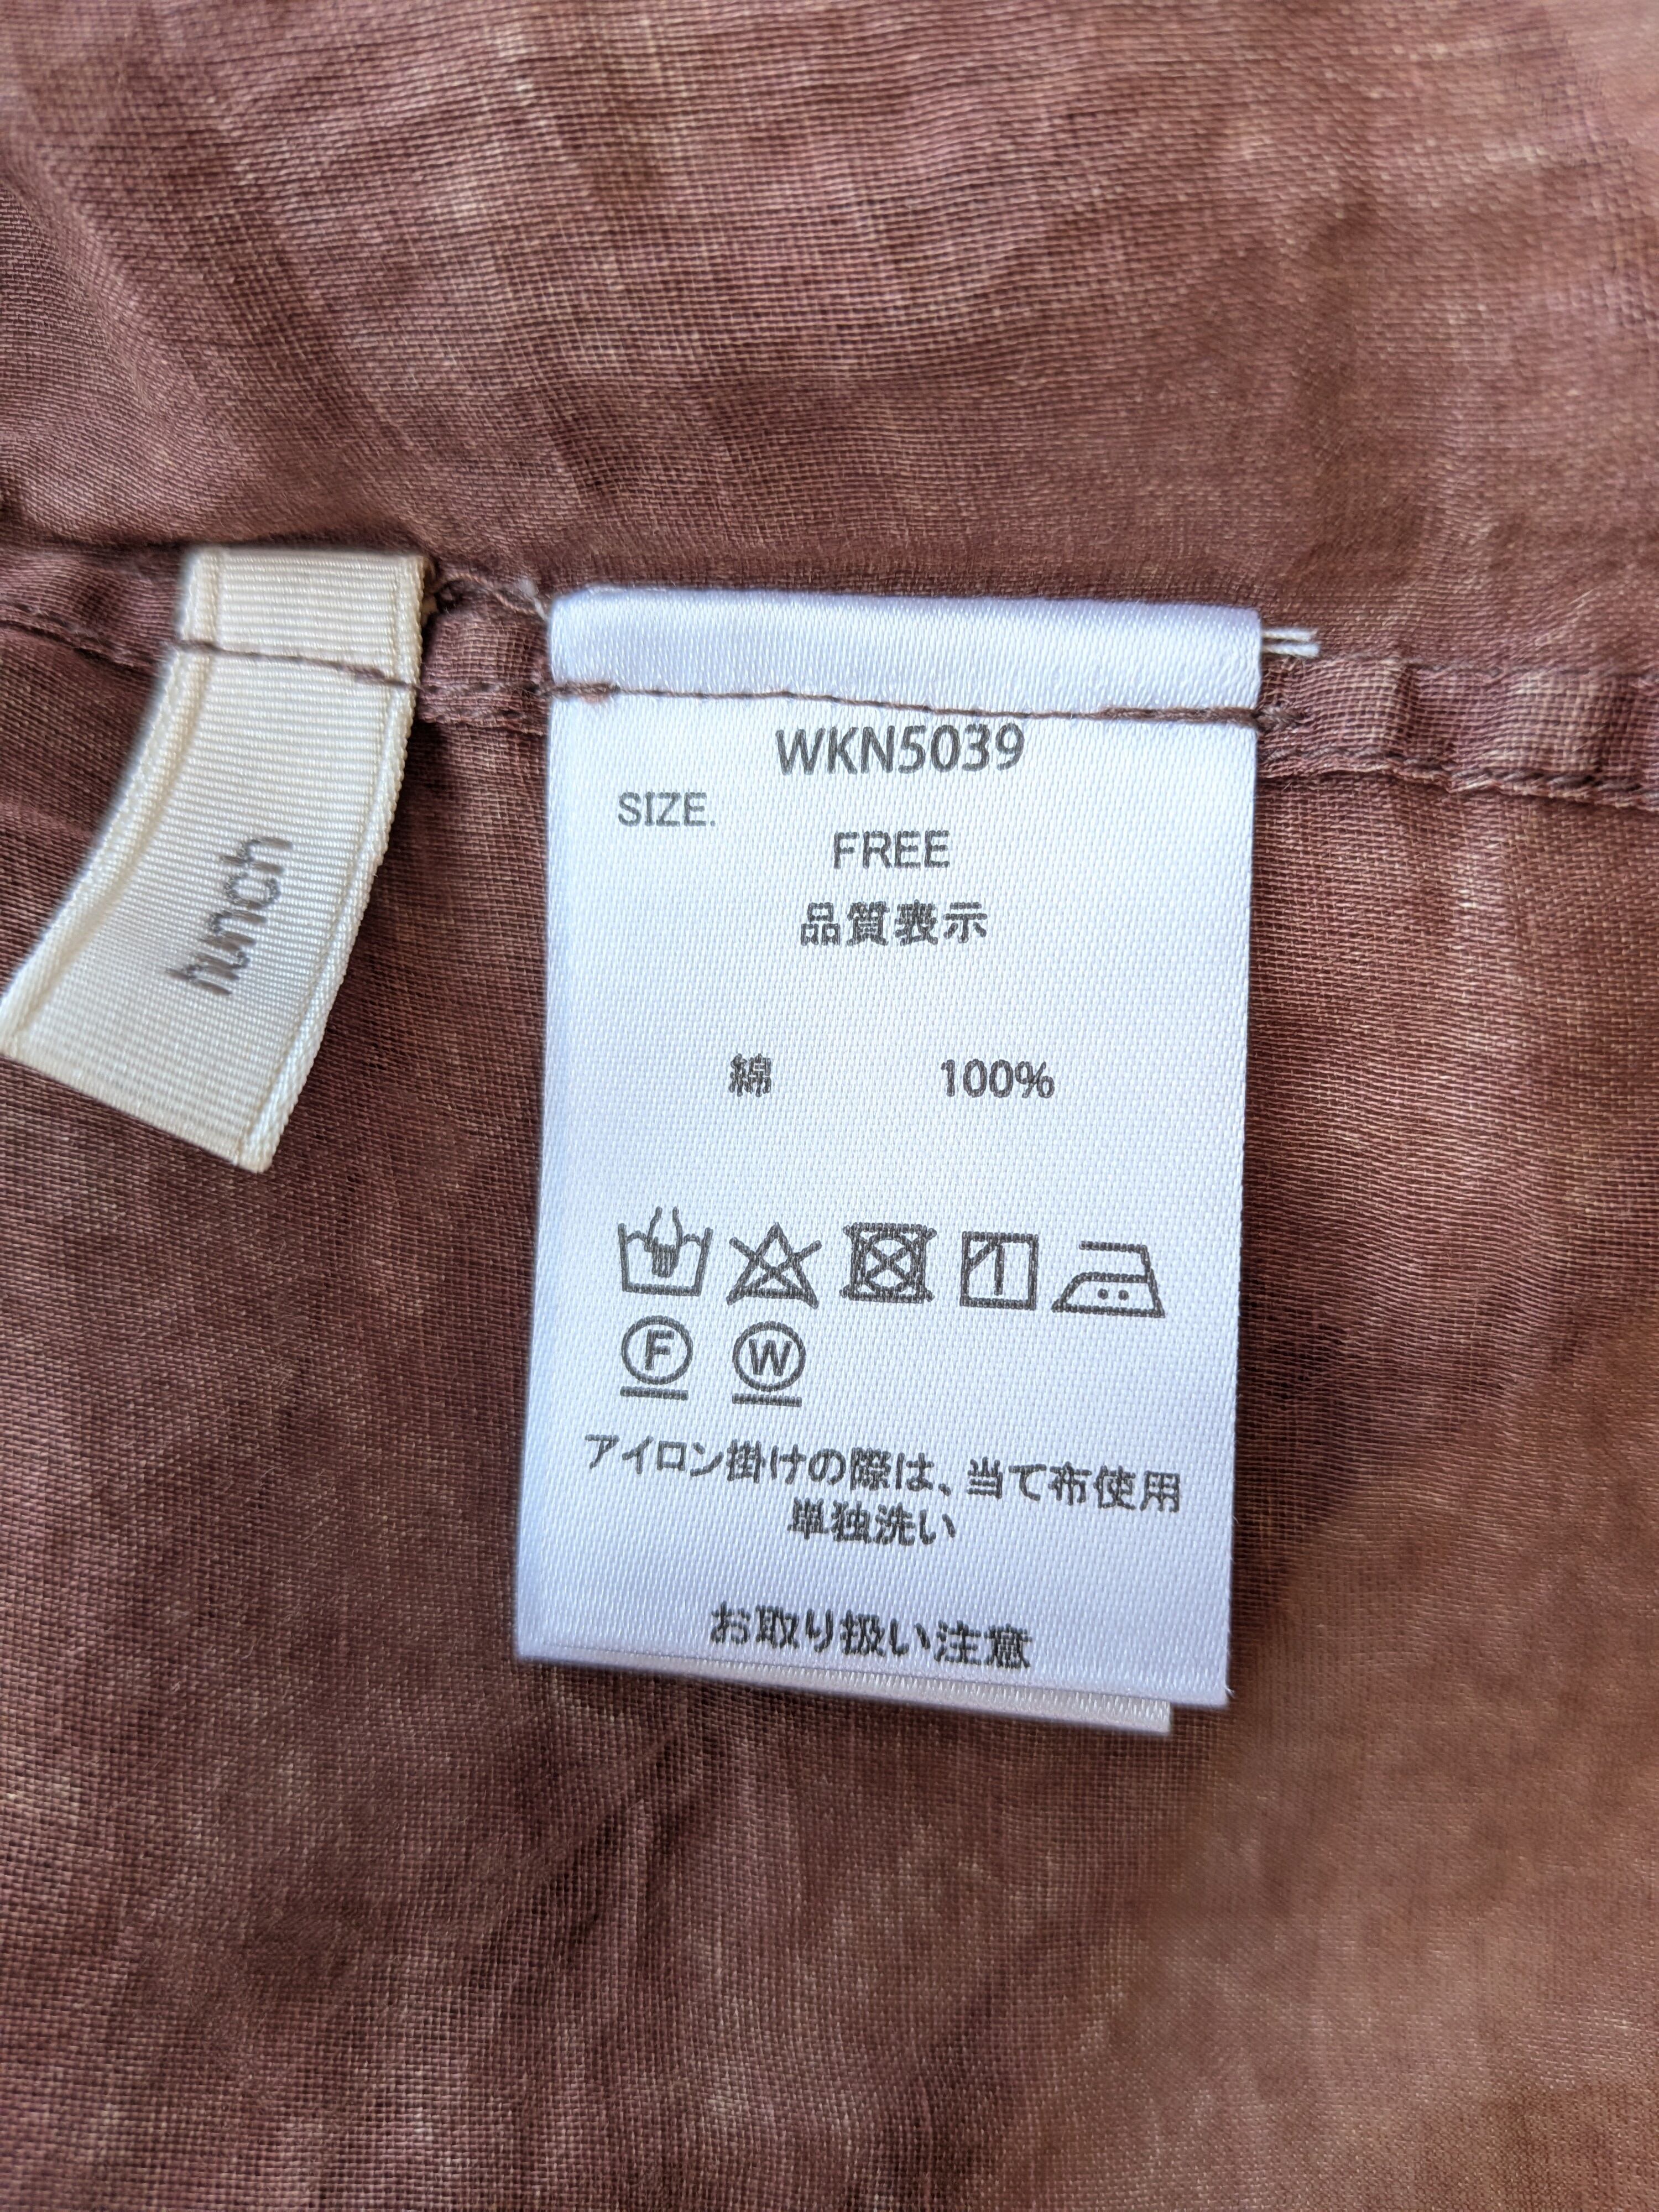 hunch
WKN5039
SIZE.
FREE
品質表示
綿 100%
F W
アイロン掛けの際は、当て布使用
単独洗い
お取り扱い注意